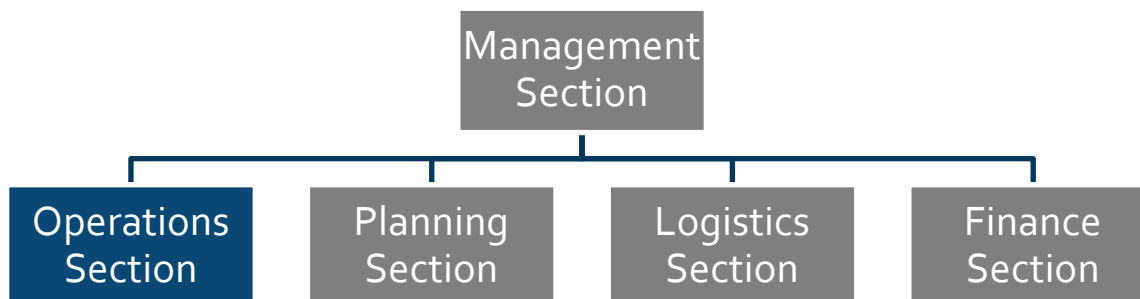 Management
Section
Operations
Section
Planning
Section
Logistics
Section
Finance
Section